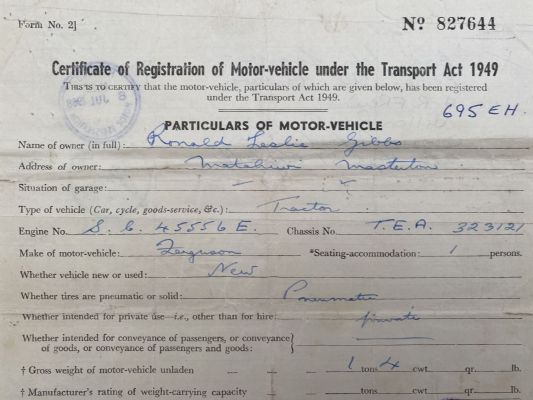 Form No. 2]
No 827644
Certificate of Registration of Motor-vehicle under the Transport Act 1949
THIS IS TO CERTIFY that the motor-vehicle, particulars of which are given below, has been registered
under the Transport Act 1949.
695 EH.
PARTICULARS OF MOTOR-VEHICLE
Name of owner (in full): Ronald Leslie Gibbs
Address of owner: Matahiwi Masterton
Situation of garage:
Type of vehicle (Car, cycle, goods-service, &c.): Tractor
Engine No. S. C. 45556 E. Chassis No. T.E.A. 323121
Make of motor-vehicle: Ferguson *Seating-accommodation: 1 persons.
Whether vehicle new or used: New
Whether tires are pneumatic or solid: Pneumatic
Whether intended for private use—i.e., other than for hire: private
Whether intended for conveyance of passengers, or conveyance
of goods, or conveyance of passengers and goods:
† Gross weight of motor-vehicle unladen — — 1 tons 4 cwt. qr. lb.
† Manufacturer's rating of weight-carrying capacity tons cwt. qr. lb.